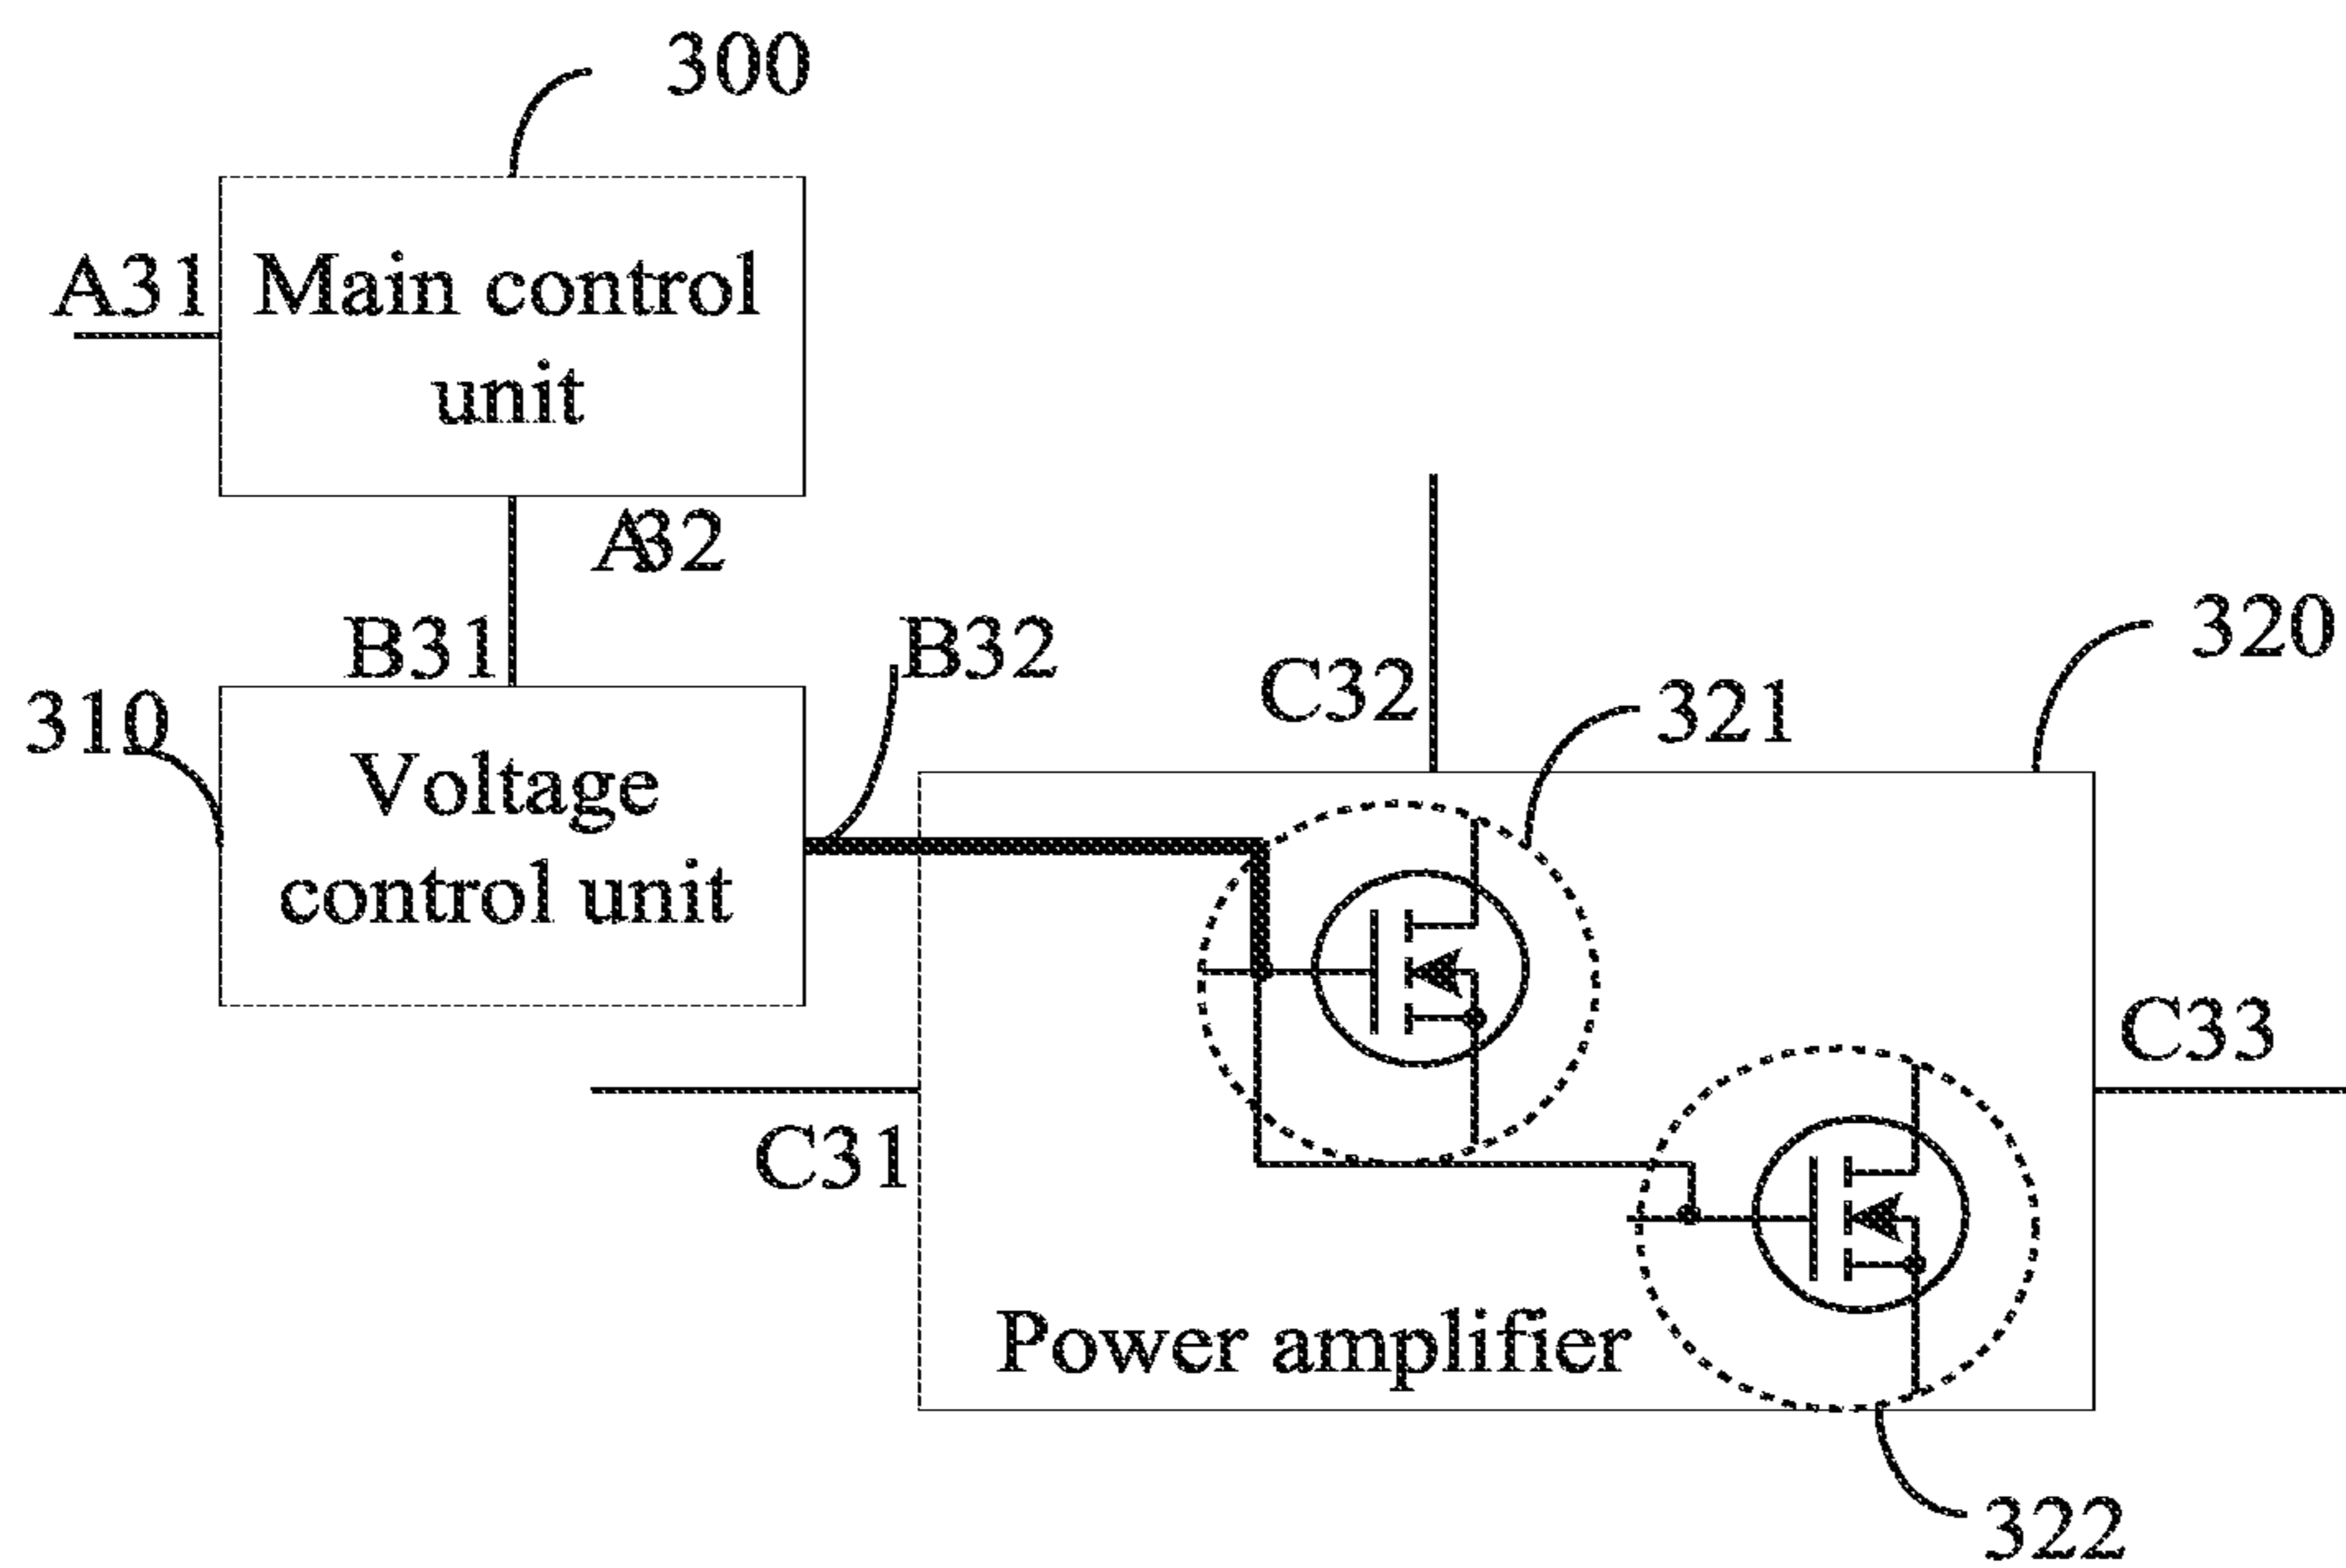 300
A31
Main control
unit
A32
B31
B32
310
Voltage
control unit
C32
321
320
C31
C33
Power amplifier
322